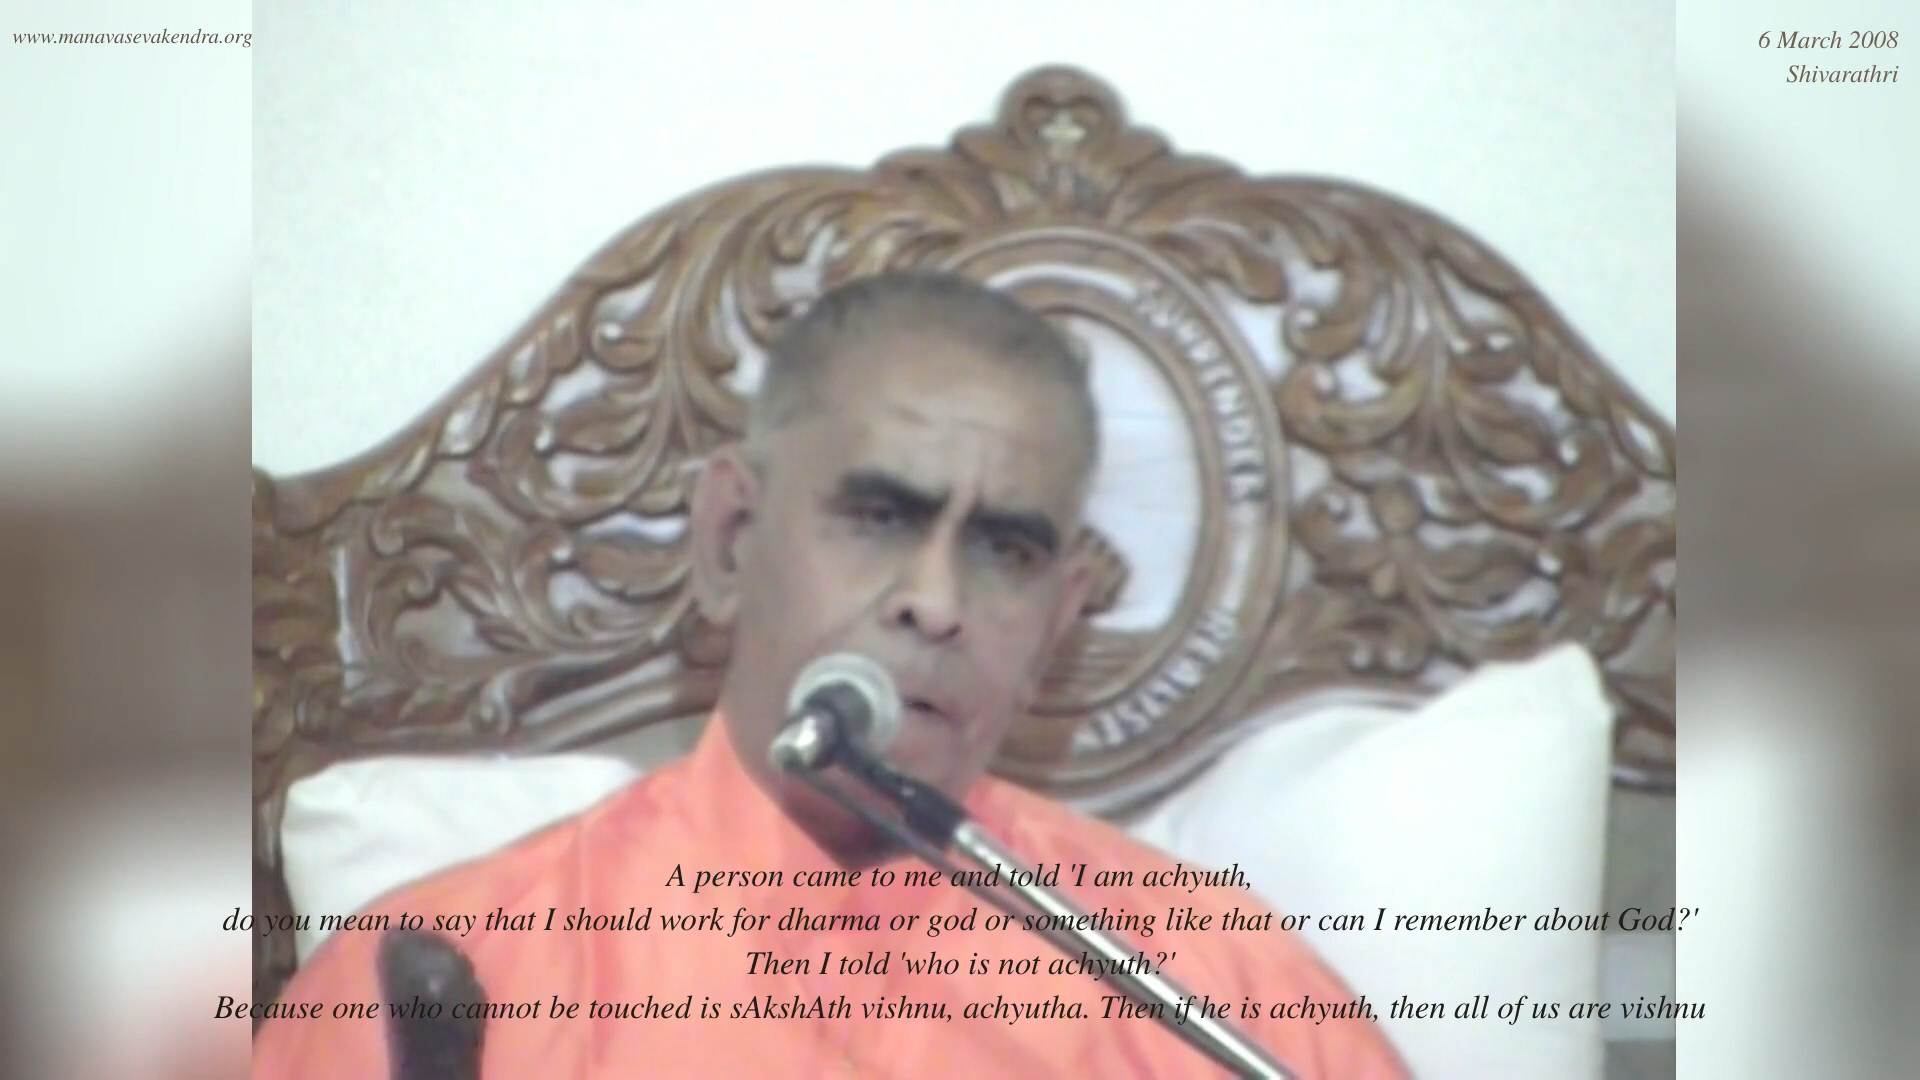 www.manavasevakendra.org
6 March 2008
Shivarathri
A person came to me and told 'I am achyuth,
do you mean to say that I should work for dharma or god or something like that or can I remember about God?'
Then I told 'who is not achyuth?'
Because one who cannot be touched is sAkshAth vishnu, achyutha. Then if he is achyuth, then all of us are vishnu